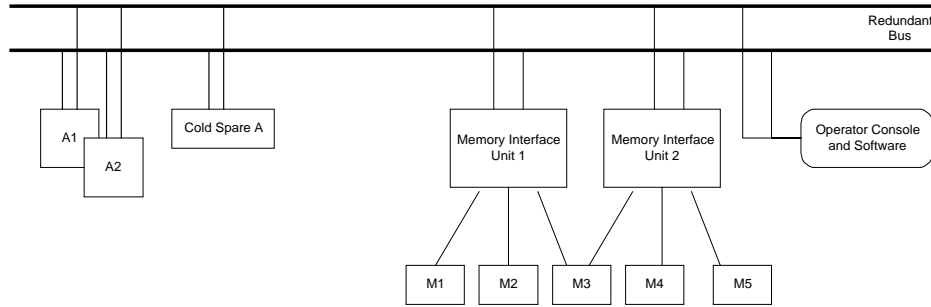 Redundant
Bus
A1
A2
Cold Spare A
Memory Interface
Unit 1
Memory Interface
Unit 2
Operator Console
and Software
M1
M2
M3
M4
M5